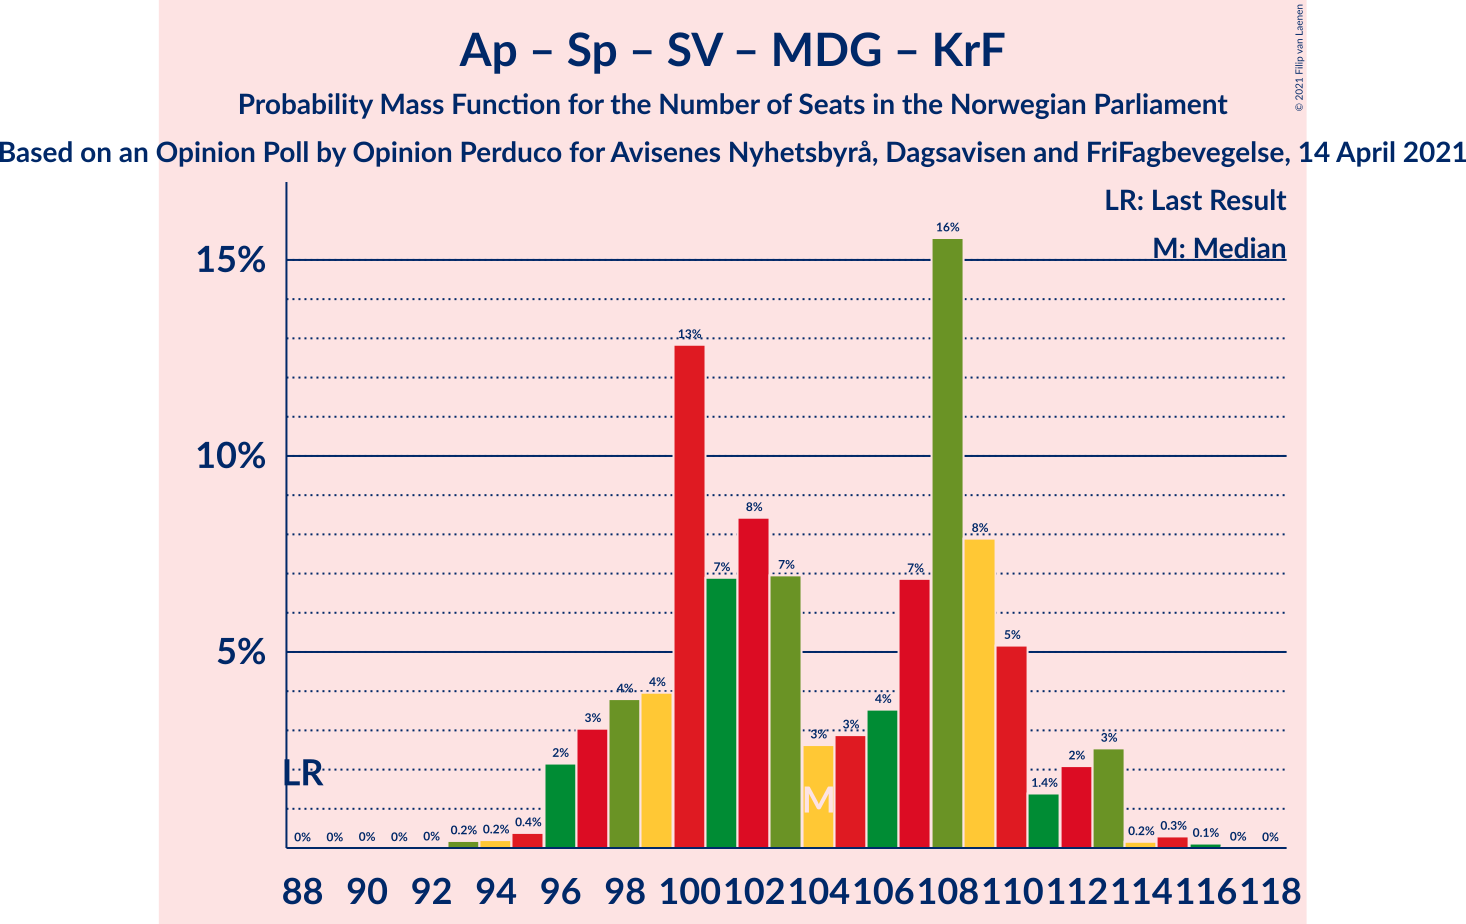 Ap – Sp – SV – MDG – KrF
Probability Mass Function for the Number of Seats in the Norwegian Parliament
Based on an Opinion Poll by Opinion Perduco for Avisenes Nyhetsbyrå, Dagsavisen and FriFagbevegelse, 14 April 2021
© 2021 Filip van Laenen
LR: Last Result
M: Median
15%
10%
5%
LR
M
0% 0% 0% 0% 0% 0.2% 0.2% 0.4% 2% 3% 4% 4% 13% 7% 8% 7% 3% 3% 4% 7% 16% 8% 5% 1.4% 2% 3% 0.2% 0.3% 0.1% 0% 0%
88 90 92 94 96 98 100 102 104 106 108 110 112 114 116 118